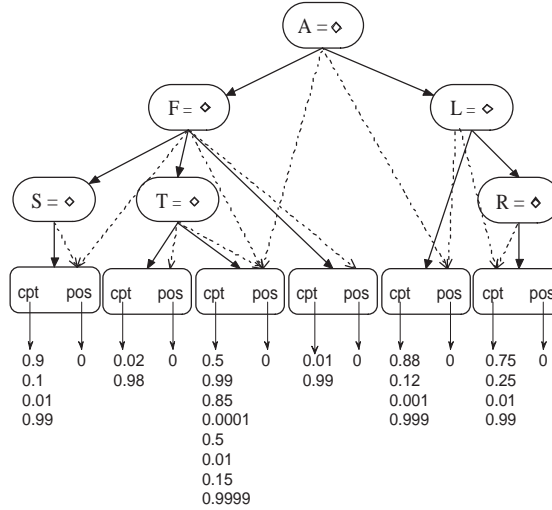 A = ◇
F = ◇
L = ◇
S = ◇
T = ◇
R = ◇
cpt pos cpt pos cpt pos cpt pos cpt pos cpt pos
0.9 0 0.02 0 0.5 0 0.01 0 0.88 0 0.75 0
0.1 0.98 0.99 0.99 0.12 0.25
0.01 0.85 0.001 0.01
0.99 0.0001 0.999 0.99
0.5
0.01
0.15
0.9999